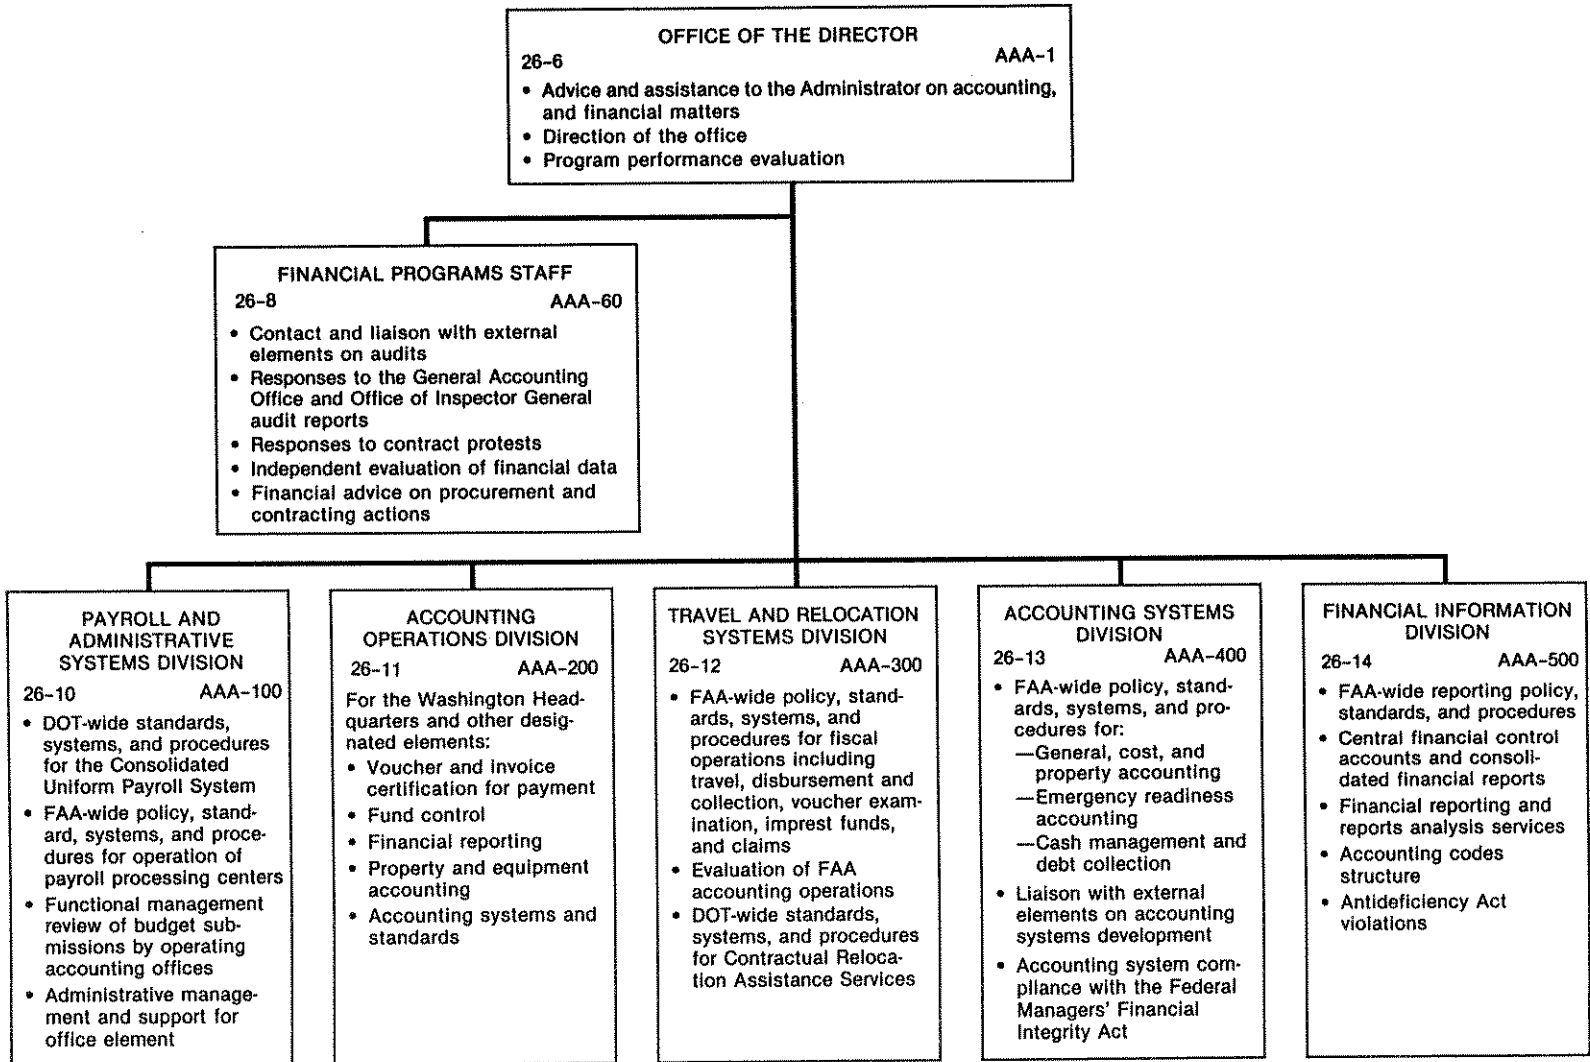 OFFICE OF THE DIRECTOR
26-6 AAA-1
• Advice and assistance to the Administrator on accounting,
and financial matters
• Direction of the office
• Program performance evaluation
FINANCIAL PROGRAMS STAFF
26-8 AAA-60
• Contact and liaison with external
elements on audits
• Responses to the General Accounting
Office and Office of Inspector General
audit reports
• Responses to contract protests
• Independent evaluation of financial data
• Financial advice on procurement and
contracting actions
PAYROLL AND
ADMINISTRATIVE
SYSTEMS DIVISION
26-10 AAA-100
• DOT-wide standards,
systems, and procedures
for the Consolidated
Uniform Payroll System
• FAA-wide policy, stand-
ard, systems, and proce-
dures for operation of
payroll processing centers
• Functional management
review of budget sub-
missions by operating
accounting offices
• Administrative manage-
ment and support for
office element
ACCOUNTING
OPERATIONS DIVISION
26-11 AAA-200
For the Washington Head-
quarters and other desig-
nated elements:
• Voucher and invoice
certification for payment
• Fund control
• Financial reporting
• Property and equipment
accounting
• Accounting systems and
standards
TRAVEL AND RELOCATION
SYSTEMS DIVISION
26-12 AAA-300
• FAA-wide policy, stand-
ards, systems, and
procedures for fiscal
operations including
travel, disbursement and
collection, voucher exam-
ination, imprest funds,
and claims
• Evaluation of FAA
accounting operations
• DOT-wide standards,
systems, and procedures
for Contractual Reloca-
tion Assistance Services
ACCOUNTING SYSTEMS
DIVISION
26-13 AAA-400
• FAA-wide policy, stand-
ards, systems, and pro-
cedures for:
—General, cost, and
property accounting
—Emergency readiness
accounting
—Cash management and
debt collection
• Liaison with external
elements on accounting
systems development
• Accounting system com-
pliance with the Federal
Managers' Financial
Integrity Act
FINANCIAL INFORMATION
DIVISION
26-14 AAA-500
• FAA-wide reporting policy,
standards, and procedures
• Central financial control
accounts and consoli-
dated financial reports
• Financial reporting and
reports analysis services
• Accounting codes
structure
• Antideficiency Act
violations